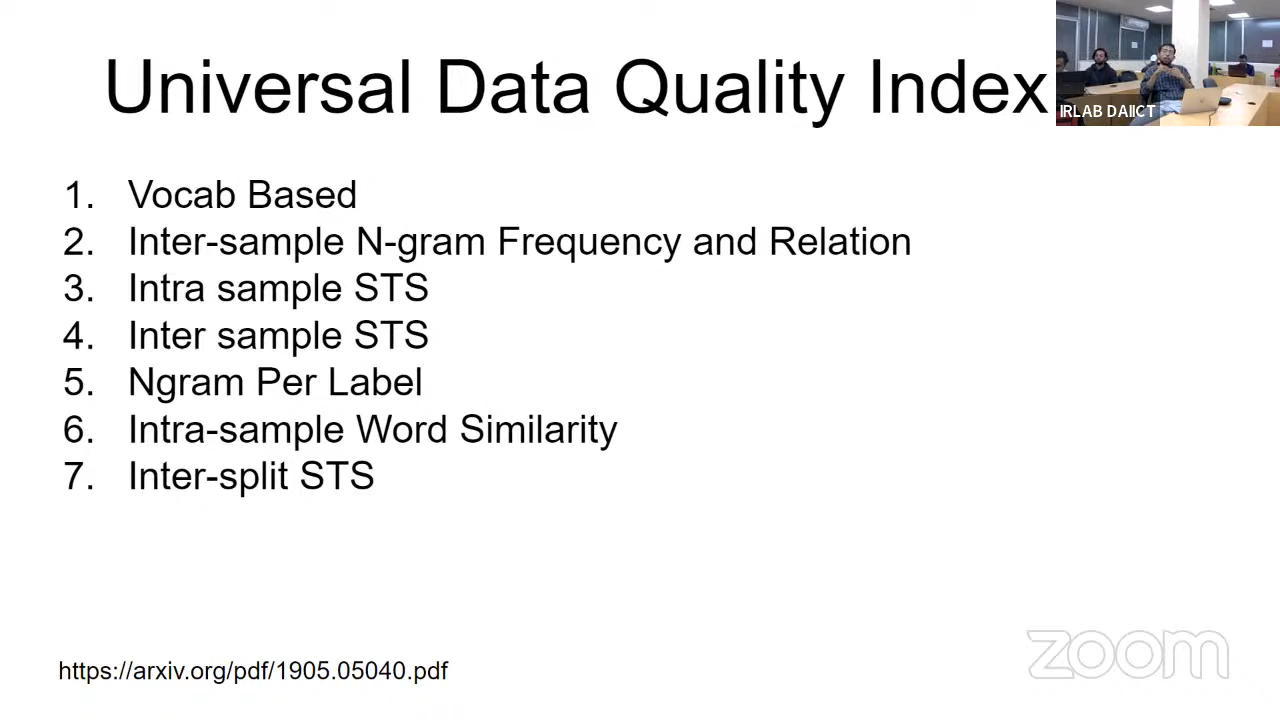 Universal Data Quality Index
IRLAB DAIICT
1. Vocab Based
2. Inter-sample N-gram Frequency and Relation
3. Intra sample STS
4. Inter sample STS
5. Ngram Per Label
6. Intra-sample Word Similarity
7. Inter-split STS
https://arxiv.org/pdf/1905.05040.pdf
zoom